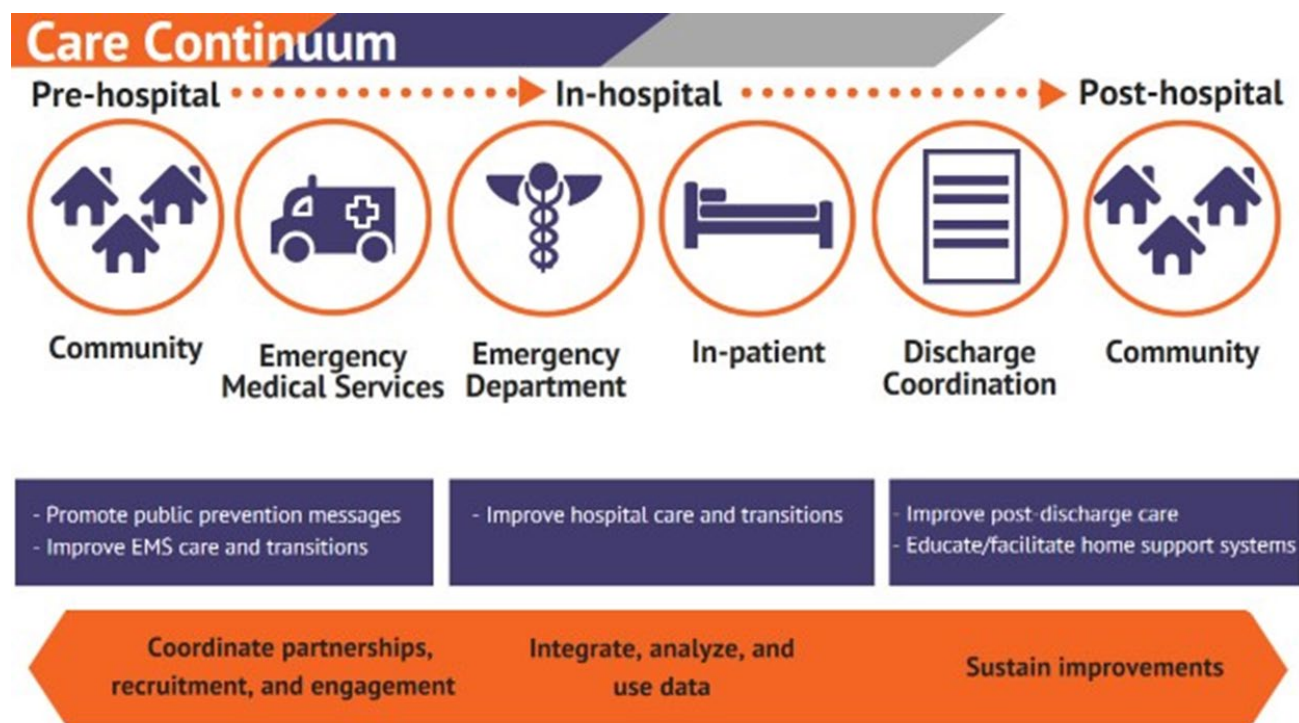 Care Continuum
Pre-hospital
In-hospital
Post-hospital
Community
Emergency
Medical Services
Emergency
Department
In-patient
Discharge
Coordination
Community
- Promote public prevention messages
- Improve EMS care and transitions
- Improve hospital care and transitions
- Improve post-discharge care
- Educate/facilitate home support systems
Coordinate partnerships,
recruitment, and engagement
Integrate, analyze, and
use data
Sustain improvements